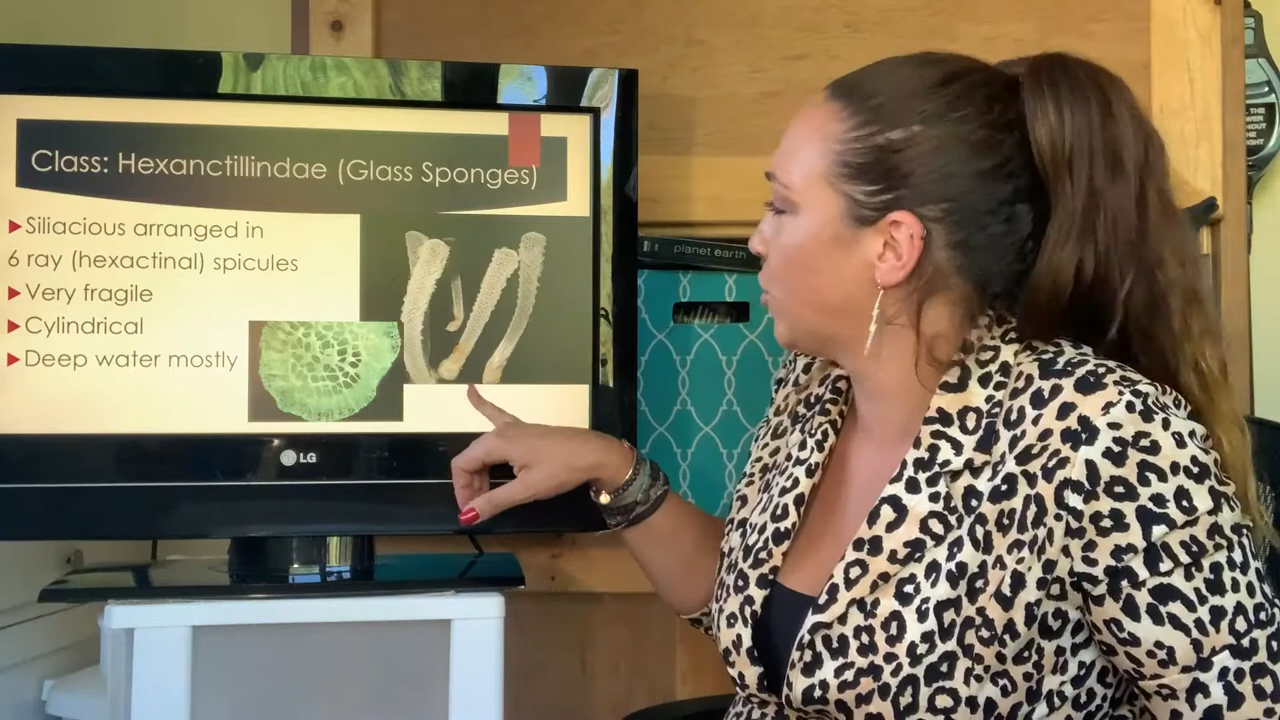 Class: Hexanctillindae (Glass Sponges)
Siliacious arranged in
6 ray (hexactinal) spicules
Very fragile
Cylindrical
Deep water mostly
LG
planet earth
THE